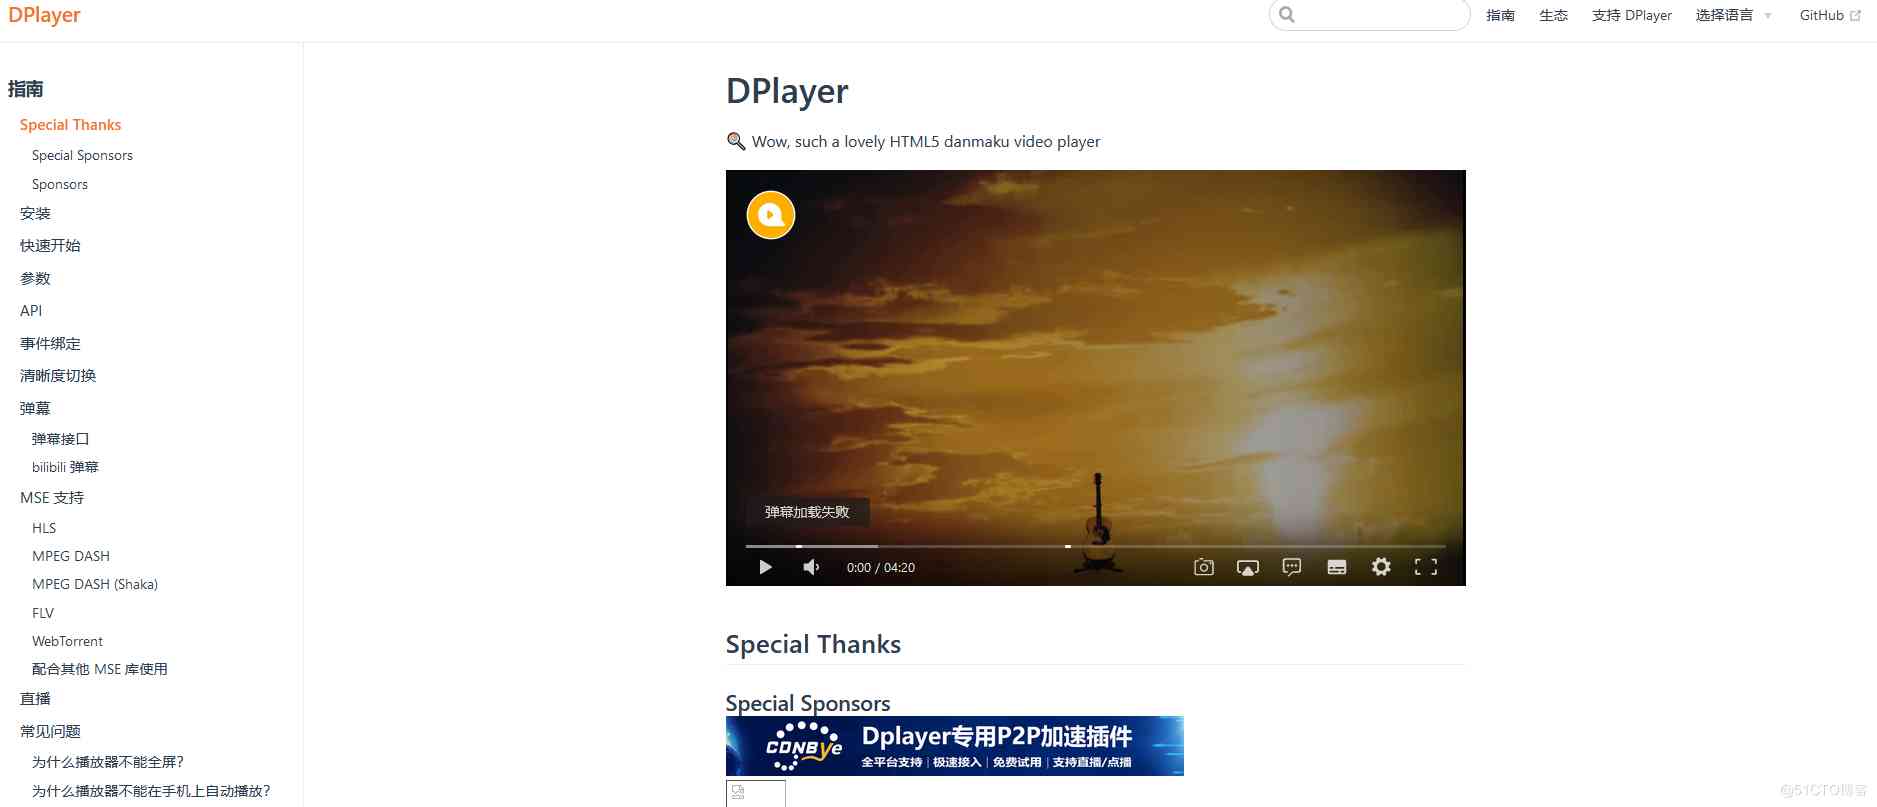 DPlayer
指南
生态
支持 DPlayer
选择语言
GitHub
指南
Special Thanks
Special Sponsors
Sponsors
安装
快速开始
参数
API
事件绑定
清晰度切换
弹幕
弹幕接口
bilibili 弹幕
MSE 支持
HLS
MPEG DASH
MPEG DASH (Shaka)
FLV
WebTorrent
配合其他 MSE 库使用
直播
常见问题
为什么播放器不能全屏?
为什么播放器不能在手机上自动播放?
DPlayer
Wow, such a lovely HTML5 danmaku video player
弹幕加载失败
0:00 / 04:20
Special Thanks
Special Sponsors
CDNBye
Dplayer专用P2P加速插件
全平台支持 | 极速接入 | 免费试用 | 支持直播/点播
@51CTO博客